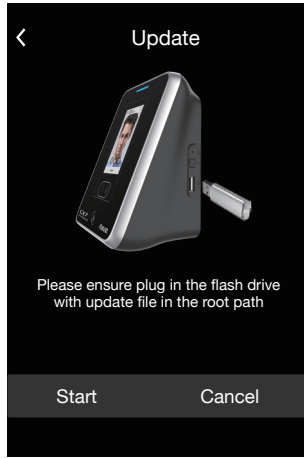 Update
Please ensure plug in the flash drive
with update file in the root path
Start
Cancel